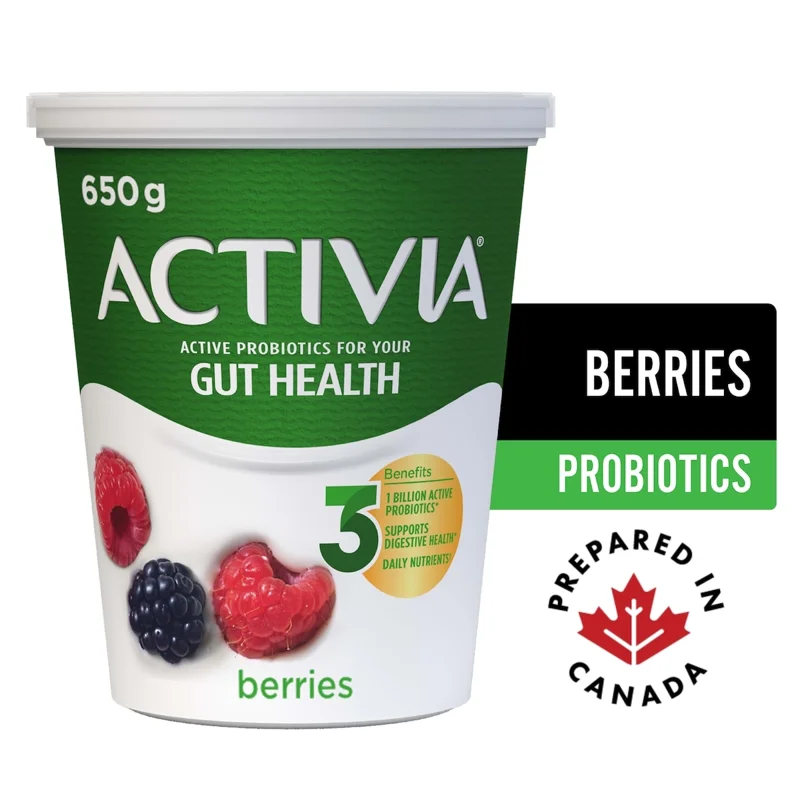 650 g
ACTIVIA®
ACTIVE PROBIOTICS FOR YOUR
GUT HEALTH
3
Benefits
1 BILLION ACTIVE
PROBIOTICS*
SUPPORTS
DIGESTIVE HEALTH*
DAILY NUTRIENTS†
berries
BERRIES
PROBIOTICS
PREPARED IN
CANADA